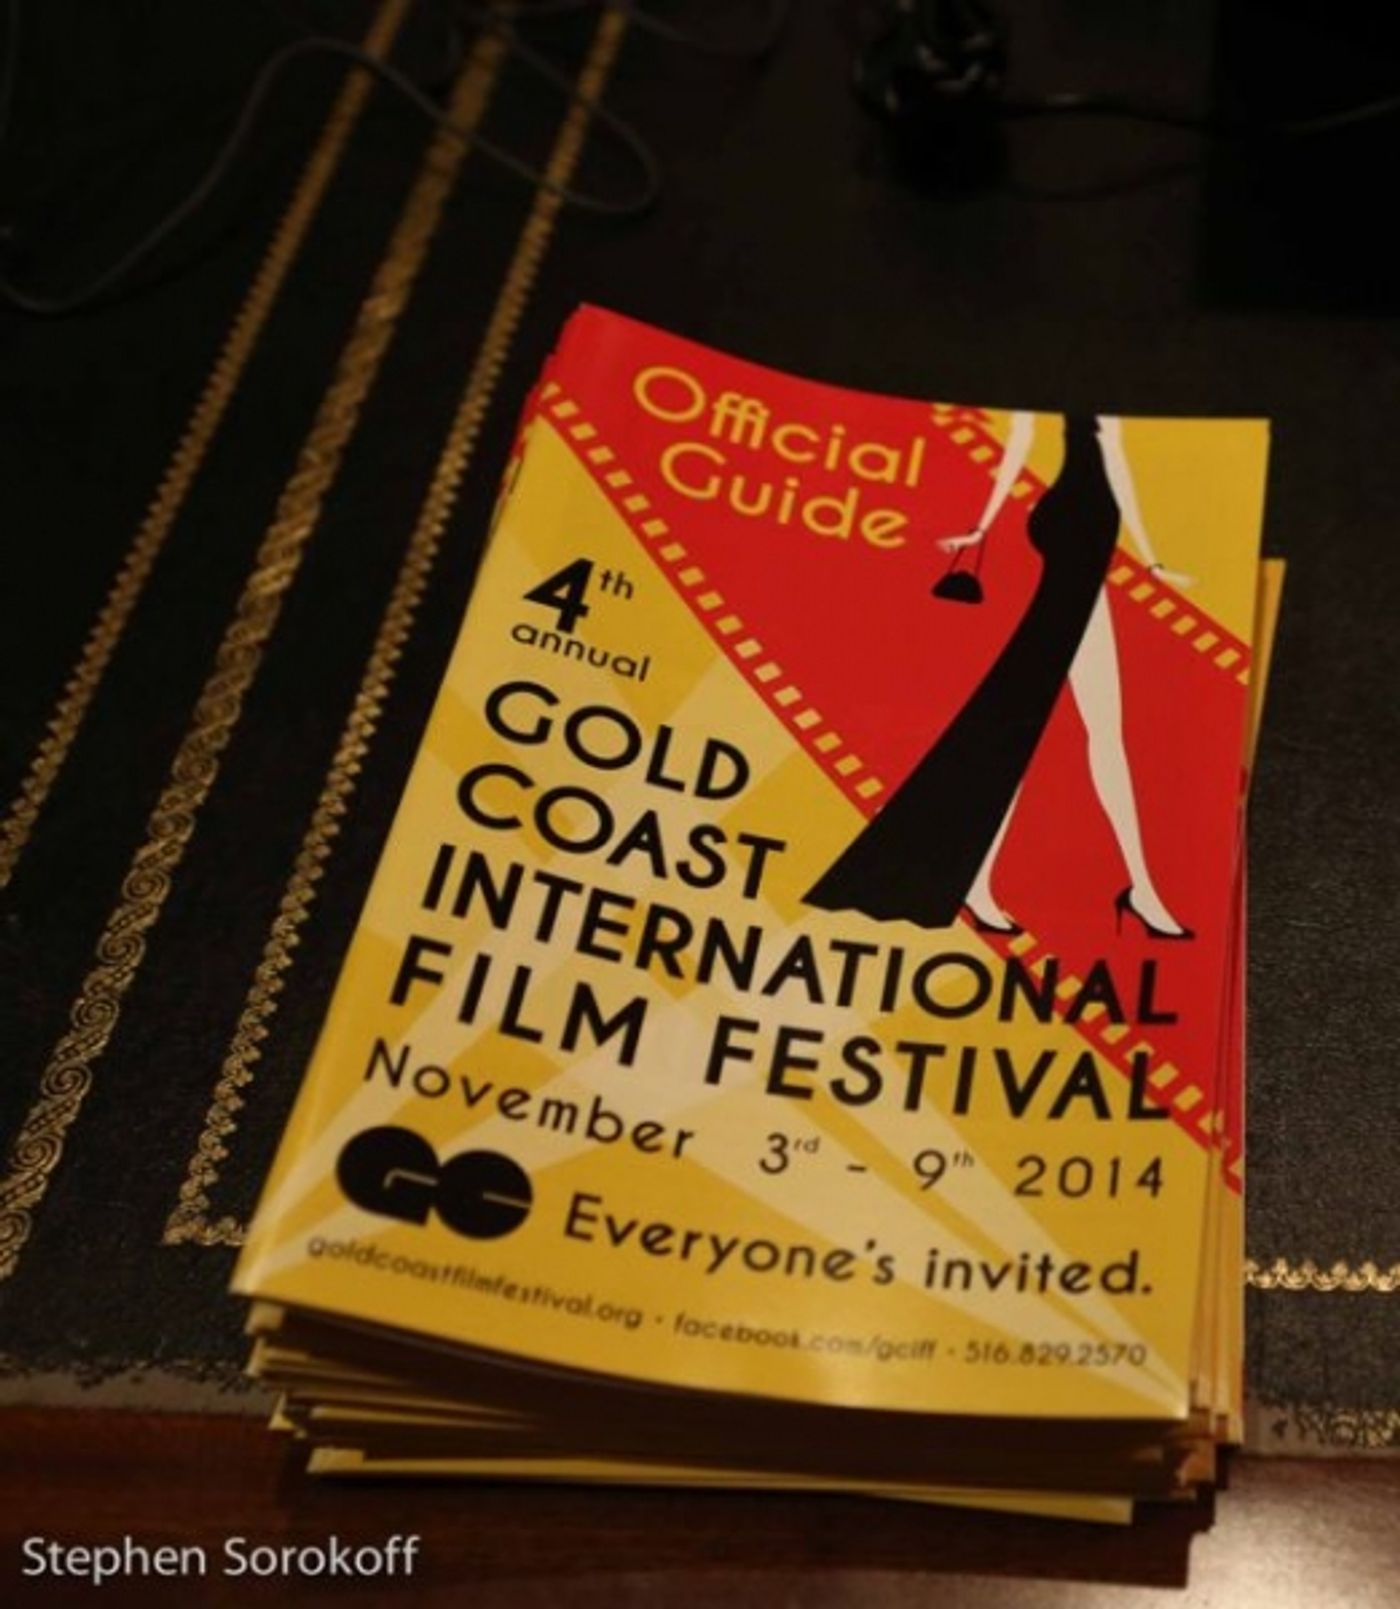 Official
Guide
4th
annual
GOLD
COAST
INTERNATIONAL
FILM FESTIVAL
November 3rd - 9th 2014
GC Everyone's invited.
goldcoastfilmfestival.org · facebook.com/gciff · 516.829.2570
Stephen Sorokoff